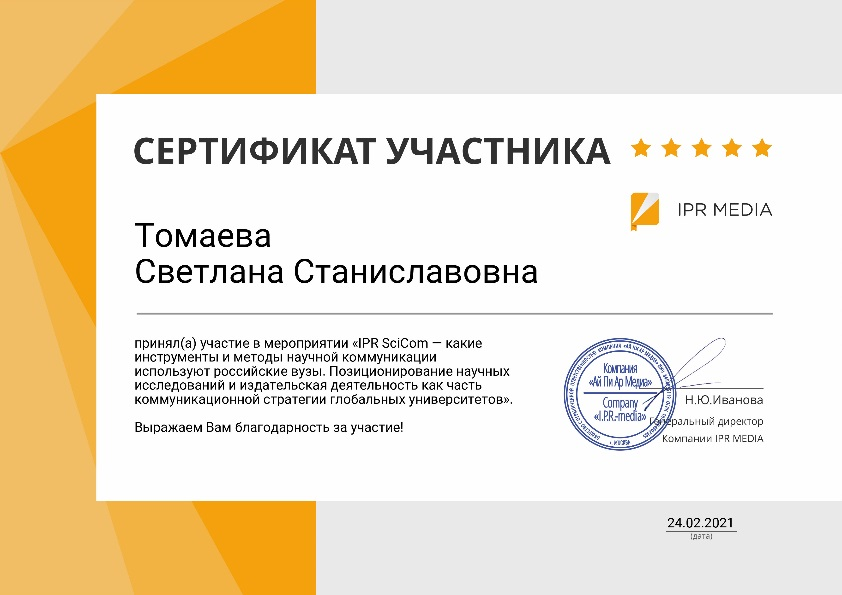 СЕРТИФИКАТ УЧАСТНИКА
IPR MEDIA
Томаева
Светлана Станиславовна
принял(а) участие в мероприятии «IPR SciCom — какие
инструменты и методы научной коммуникации
используют российские вузы. Позиционирование научных
исследований и издательская деятельность как часть
коммуникационной стратегии глобальных университетов».
Выражаем Вам благодарность за участие!
Компания
«Ай Пи Ар Медиа»
Company
«I.P.R.-media»
Н.Ю.Иванова
Генеральный директор
Компании IPR MEDIA
24.02.2021
(дата)